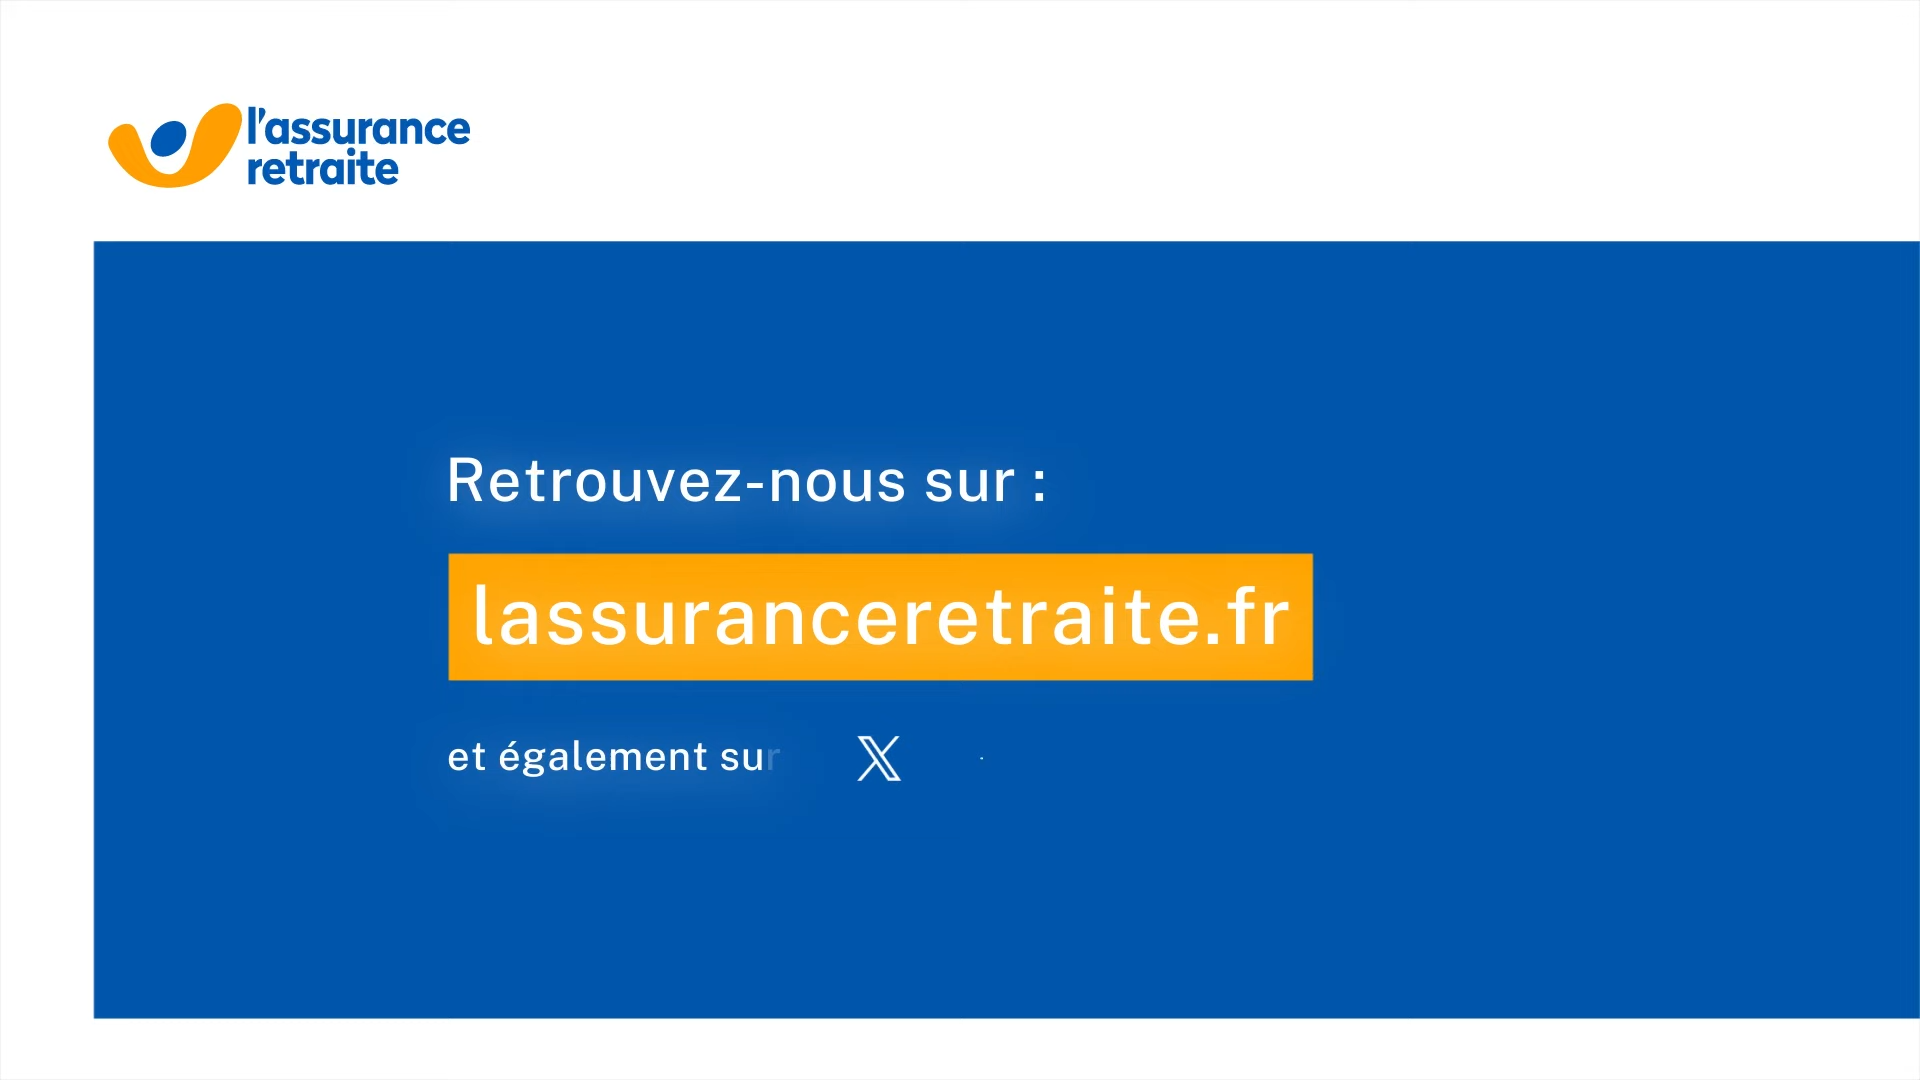 l'assurance
retraite
Retrouvez-nous sur :
lassuranceretraite.fr
et également sur X